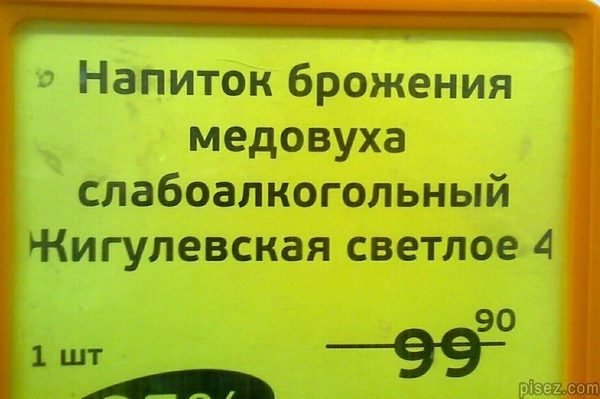 Напиток брожения
медовуха
слабоалкогольный
Жигулевская светлое 4
99 90
1 шт
pisez.com